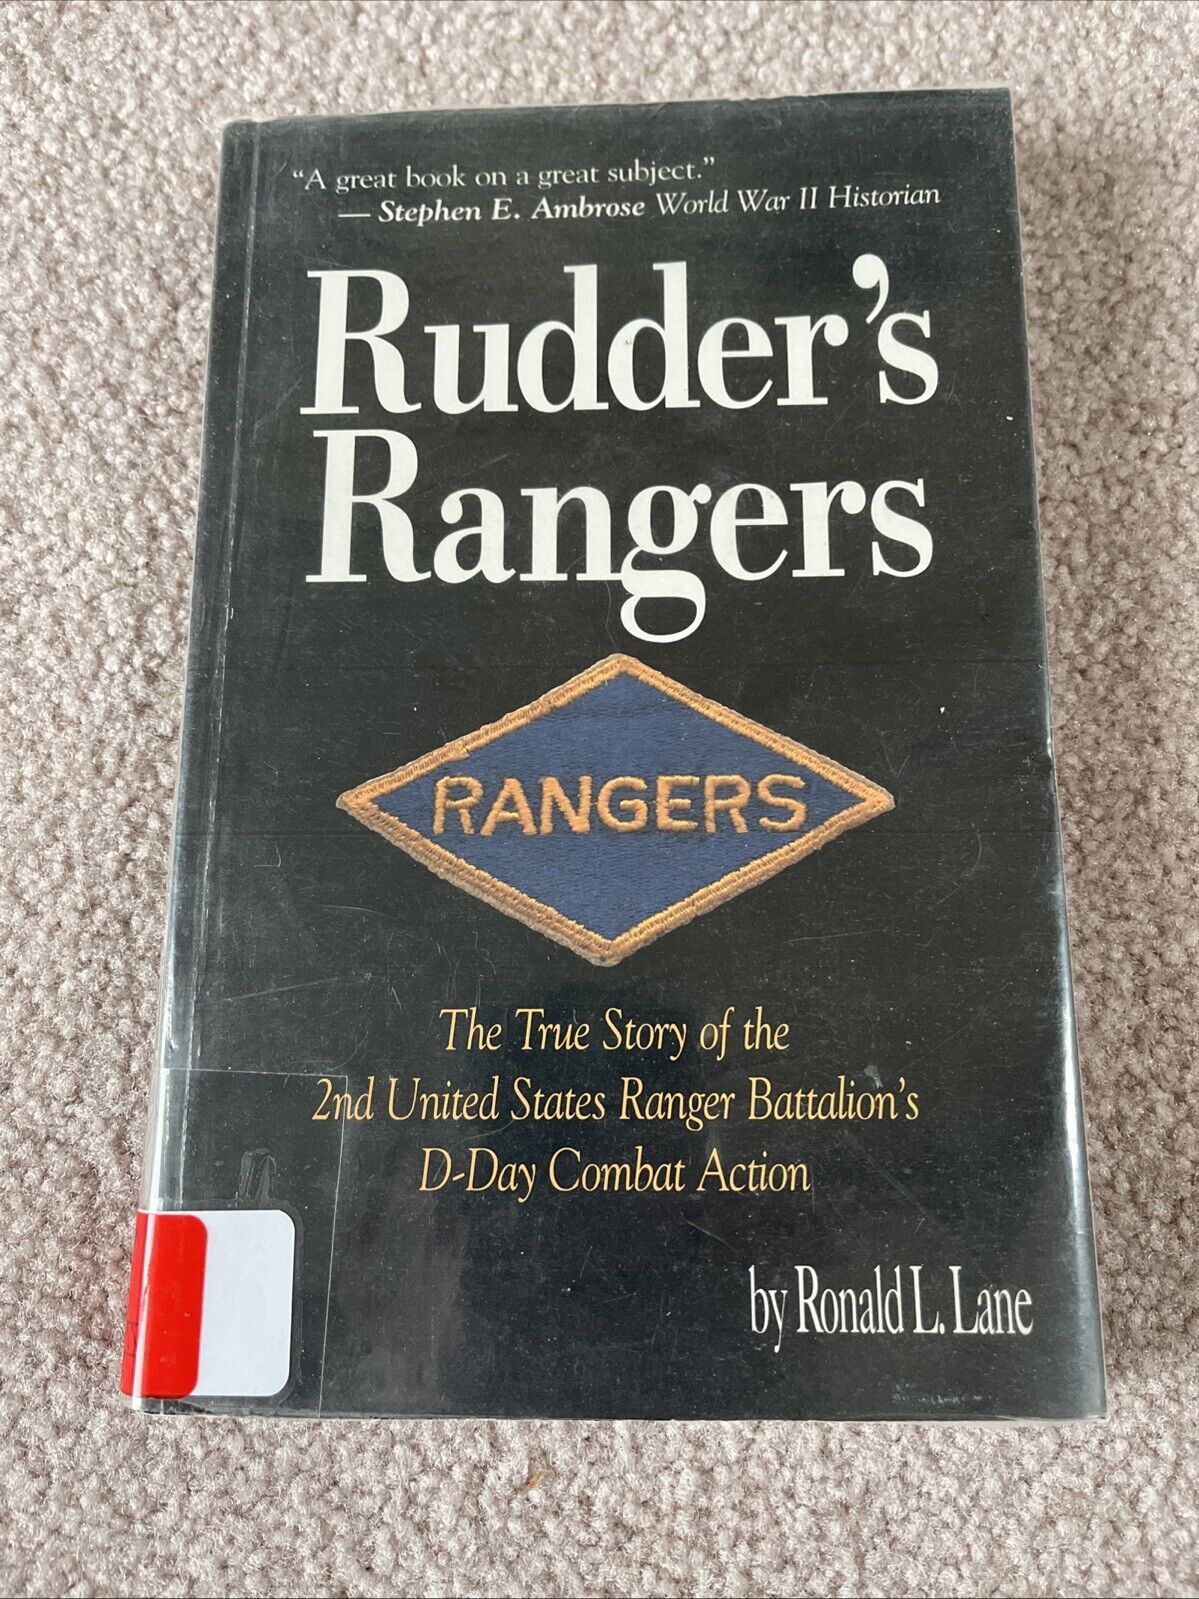 “A great book on a great subject.”
— Stephen E. Ambrose World War II Historian
Rudder’s
Rangers
RANGERS
The True Story of the
2nd United States Ranger Battalion’s
D-Day Combat Action
by Ronald L. Lane